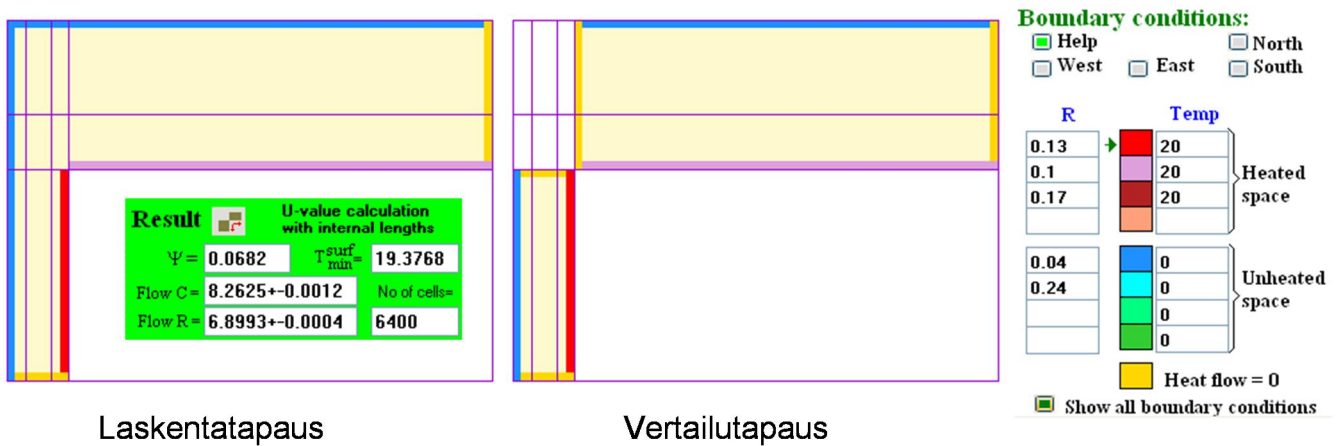 Result
U-value calculation
with internal lengths
Ψ = 0.0682
T surf min = 19.3768
Flow C = 8.2625+-0.0012
No of cells=
Flow R = 6.8993+-0.0004
6400
Laskentatapaus
Vertailutapaus
Boundary conditions:
Help
North
West
East
South
R
Temp
0.13
20
0.1
20
Heated
0.17
20
space
0.04
0
0.24
0
Unheated
space
0
0
Heat flow = 0
Show all boundary conditions